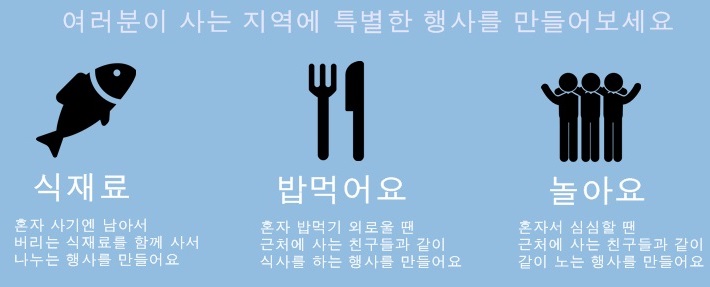 여러분이 사는 지역에 특별한 행사를 만들어보세요
식재료
혼자 사기엔 남아서
버리는 식재료를 함께 사서
나누는 행사를 만들어요
밥먹어요
혼자 밥먹기 외로울 땐
근처에 사는 친구들과 같이
식사를 하는 행사를 만들어요
놀아요
혼자서 심심할 땐
근처에 사는 친구들과 같이
같이 노는 행사를 만들어요